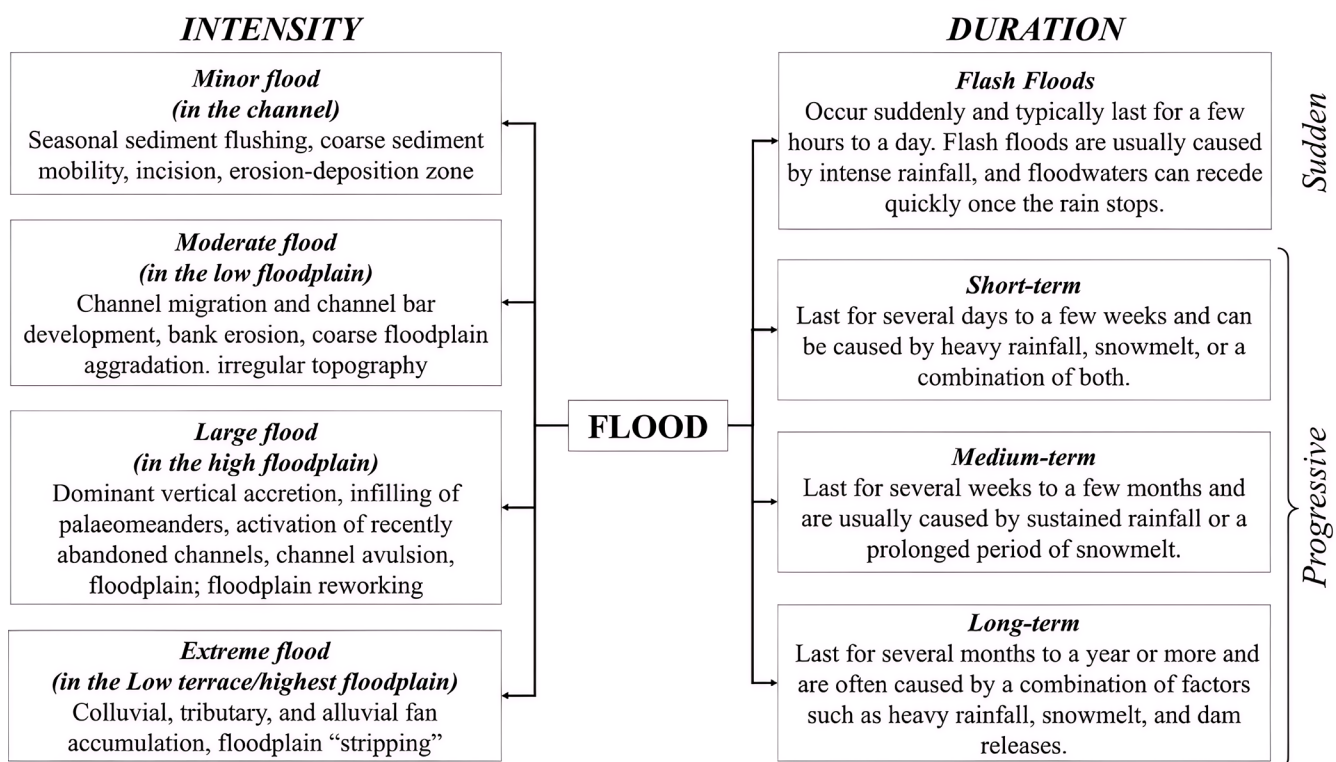 INTENSITY
Minor flood
(in the channel)
Seasonal sediment flushing, coarse sediment
mobility, incision, erosion-deposition zone
Moderate flood
(in the low floodplain)
Channel migration and channel bar
development, bank erosion, coarse floodplain
aggradation. irregular topography
Large flood
(in the high floodplain)
Dominant vertical accretion, infilling of
palaeomeanders, activation of recently
abandoned channels, channel avulsion,
floodplain; floodplain reworking
Extreme flood
(in the Low terrace/highest floodplain)
Colluvial, tributary, and alluvial fan
accumulation, floodplain “stripping”
FLOOD
DURATION
Flash Floods
Occur suddenly and typically last for a few
hours to a day. Flash floods are usually caused
by intense rainfall, and floodwaters can recede
quickly once the rain stops.
Short-term
Last for several days to a few weeks and can
be caused by heavy rainfall, snowmelt, or a
combination of both.
Medium-term
Last for several weeks to a few months and
are usually caused by sustained rainfall or a
prolonged period of snowmelt.
Long-term
Last for several months to a year or more and
are often caused by a combination of factors
such as heavy rainfall, snowmelt, and dam
releases.
Sudden
Progressive